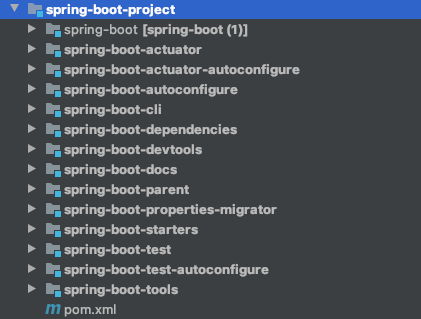 spring-boot-project
spring-boot [spring-boot (1)]
spring-boot-actuator
spring-boot-actuator-autoconfigure
spring-boot-autoconfigure
spring-boot-cli
spring-boot-dependencies
spring-boot-devtools
spring-boot-docs
spring-boot-parent
spring-boot-properties-migrator
spring-boot-starters
spring-boot-test
spring-boot-test-autoconfigure
spring-boot-tools
m pom.xml